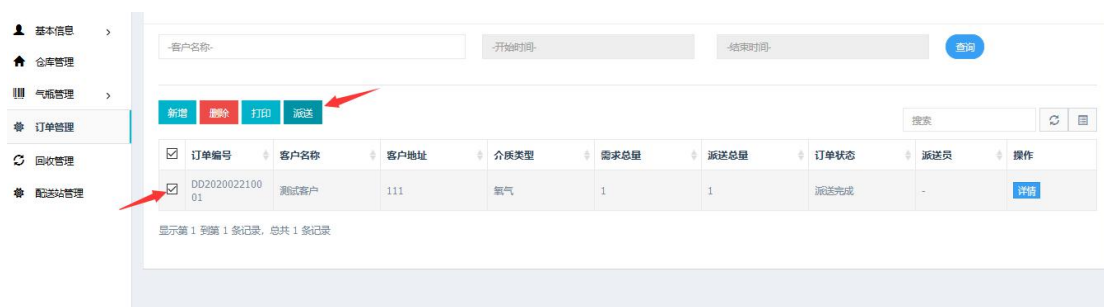 基本信息
仓库管理
气瓶管理
订单管理
回收管理
配送站管理
-客户名称-
-开始时间-
-结束时间-
查询
新增
删除
打印
派送
搜索
订单编号 客户名称 客户地址 介质类型 需求总量 派送总量 订单状态 派送员 操作
DD2020022100
01
测试客户 111 氧气 1 1 派送完成 - 详情
显示第 1 到第 1 条记录，总共 1 条记录